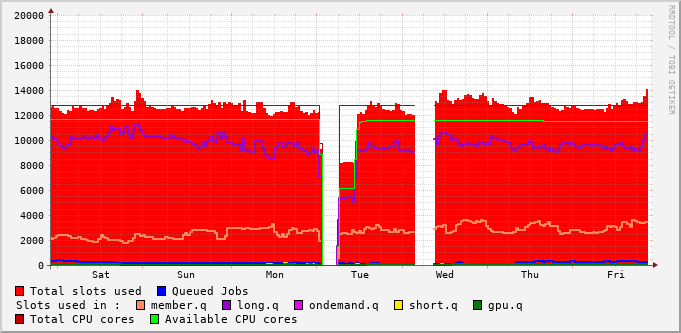 RRDTOOL / TOBI OETIKER
20000
18000
16000
14000
12000
10000
8000
6000
4000
2000
0
Sat Sun Mon Tue Wed Thu Fri
Total slots used Queued Jobs
Slots used in : member.q long.q ondemand.q short.q gpu.q
Total CPU cores Available CPU cores